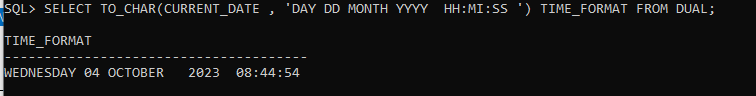 SQL> SELECT TO_CHAR(CURRENT_DATE , 'DAY DD MONTH YYYY  HH:MI:SS ') TIME_FORMAT FROM DUAL;
TIME_FORMAT
--------------------------------------
WEDNESDAY 04 OCTOBER   2023  08:44:54